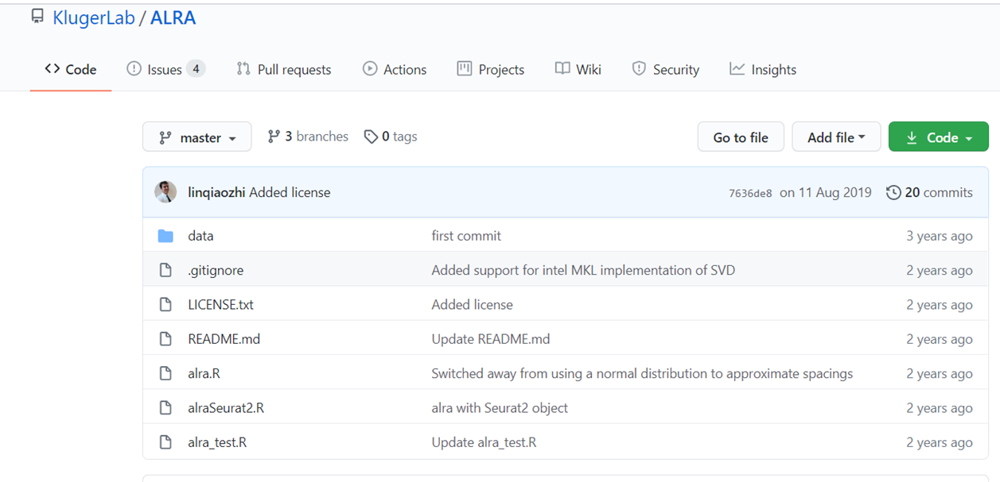 KlugerLab / ALRA
Code Issues 4 Pull requests Actions Projects Wiki Security Insights
master 3 branches 0 tags Go to file Add file Code
linqiaozhi Added license 7636de8 on 11 Aug 2019 20 commits
data first commit 3 years ago
.gitignore Added support for intel MKL implementation of SVD 2 years ago
LICENSE.txt Added license 2 years ago
README.md Update README.md 2 years ago
alra.R Switched away from using a normal distribution to approximate spacings 2 years ago
alraSeurat2.R alra with Seurat2 object 2 years ago
alra_test.R Update alra_test.R 2 years ago